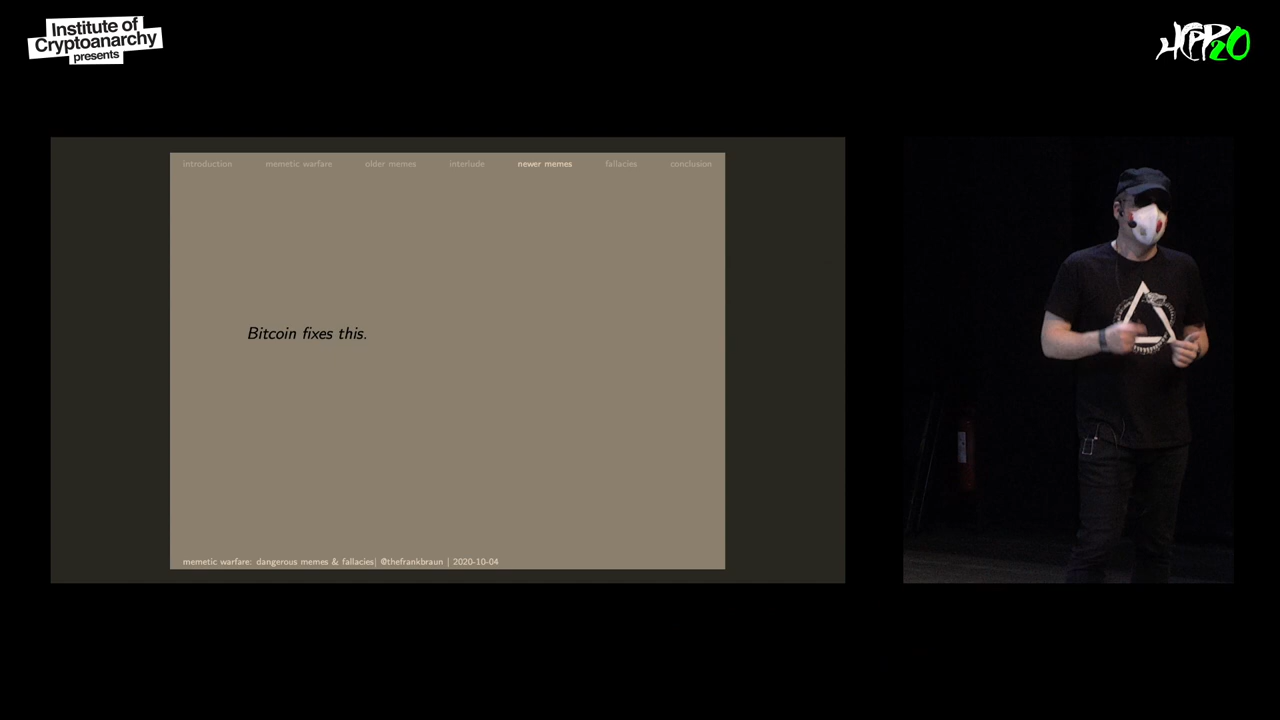 Institute of
Cryptoanarchy
presents
HCPP20
introduction memetic warfare older memes interlude newer memes fallacies conclusion
Bitcoin fixes this.
memetic warfare: dangerous memes & fallacies| @thefrankbraun | 2020-10-04